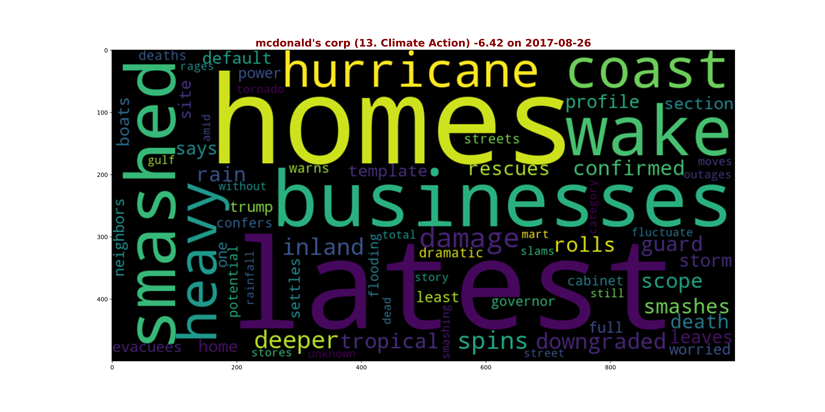 mcdonald's corp (13. Climate Action) -6.42 on 2017-08-26
0
100
200
300
400
0
200
400
600
800
deaths
rages
default
power
tornado
hurricane
coast
boats
smashed
site
amid
homes
profile
section
wake
streets
says
gulf
rain
warns
template
rescues
confirmed
moves
outages
without
heavy
trump
confers
businesses
category
fluctuate
neighbors
one
potential
rainfall
settles
inland
flooding
total
damage
dramatic
mart
slams
rolls
guard
storm
latest
story
least
governor
cabinet
still
scope
smashes
dead
smashing
full
death
evacuees
home
stores
deeper
unknown
tropical
spins
street
downgraded
leaves
worried